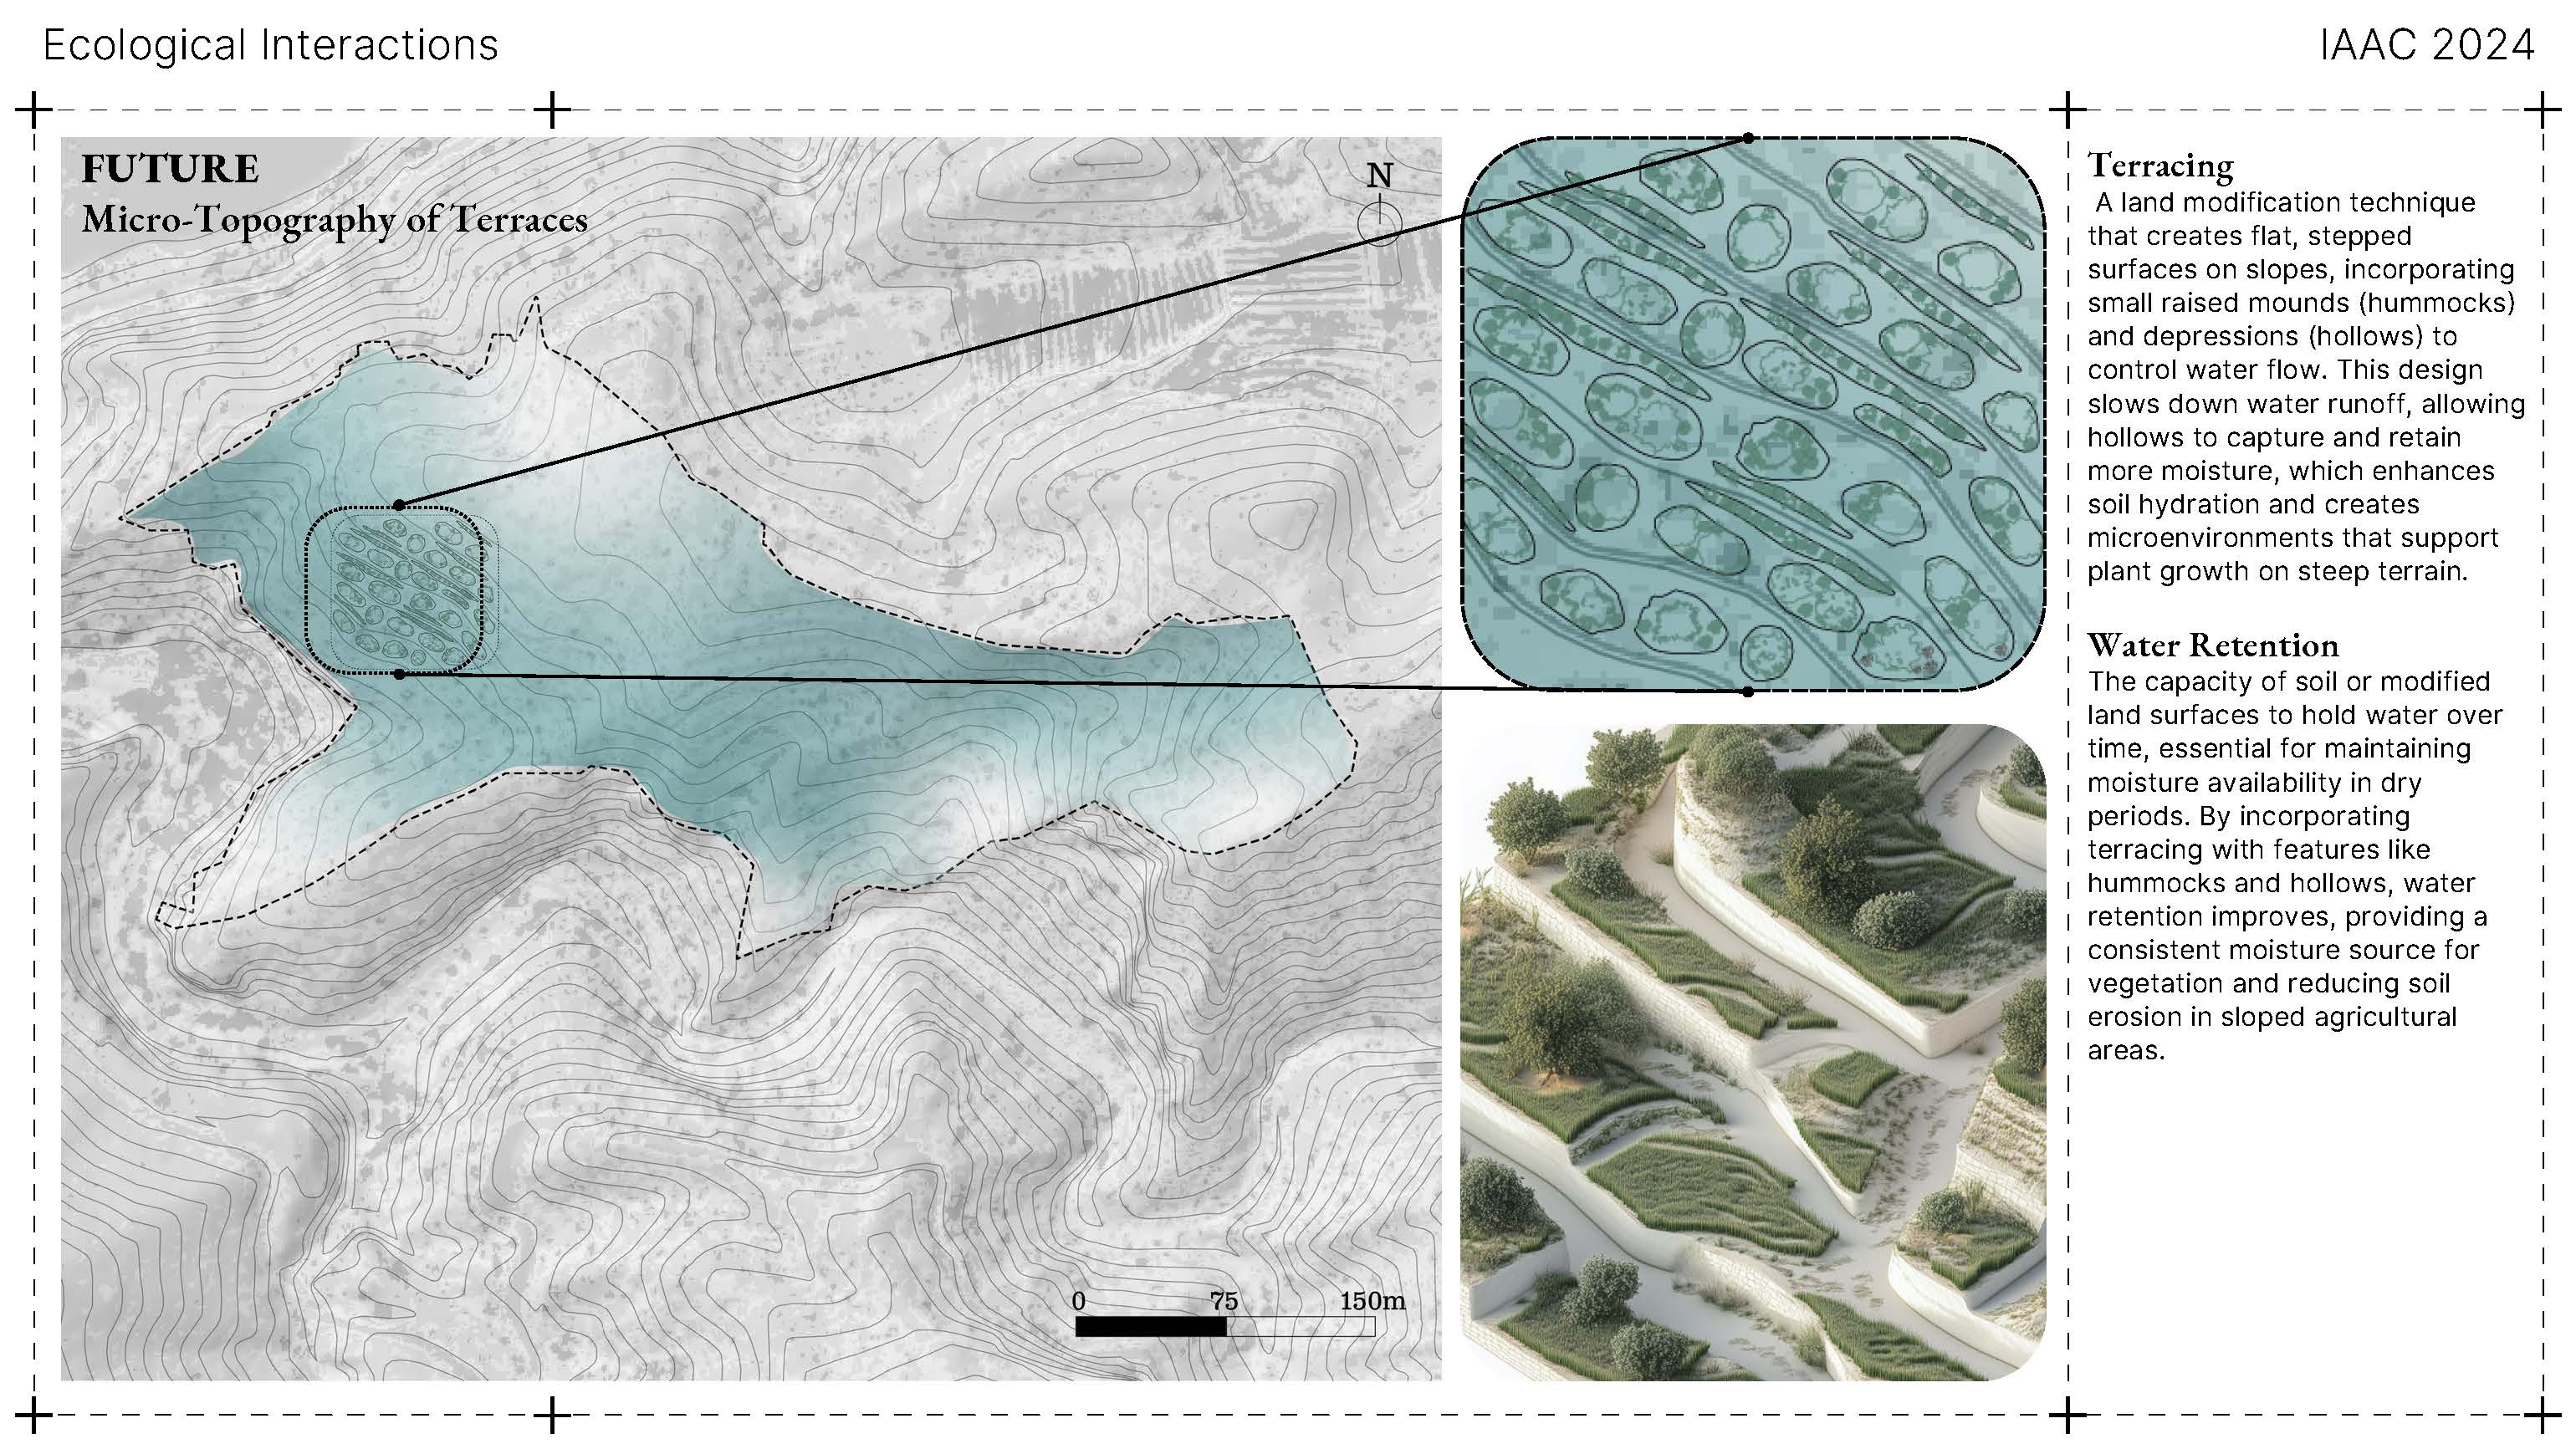 Ecological Interactions
IAAC 2024
FUTURE
Micro-Topography of Terraces
N
0 75 150m
Terracing
A land modification technique
that creates flat, stepped
surfaces on slopes, incorporating
small raised mounds (hummocks)
and depressions (hollows) to
control water flow. This design
slows down water runoff, allowing
hollows to capture and retain
more moisture, which enhances
soil hydration and creates
microenvironments that support
plant growth on steep terrain.
Water Retention
The capacity of soil or modified
land surfaces to hold water over
time, essential for maintaining
moisture availability in dry
periods. By incorporating
terracing with features like
hummocks and hollows, water
retention improves, providing a
consistent moisture source for
vegetation and reducing soil
erosion in sloped agricultural
areas.